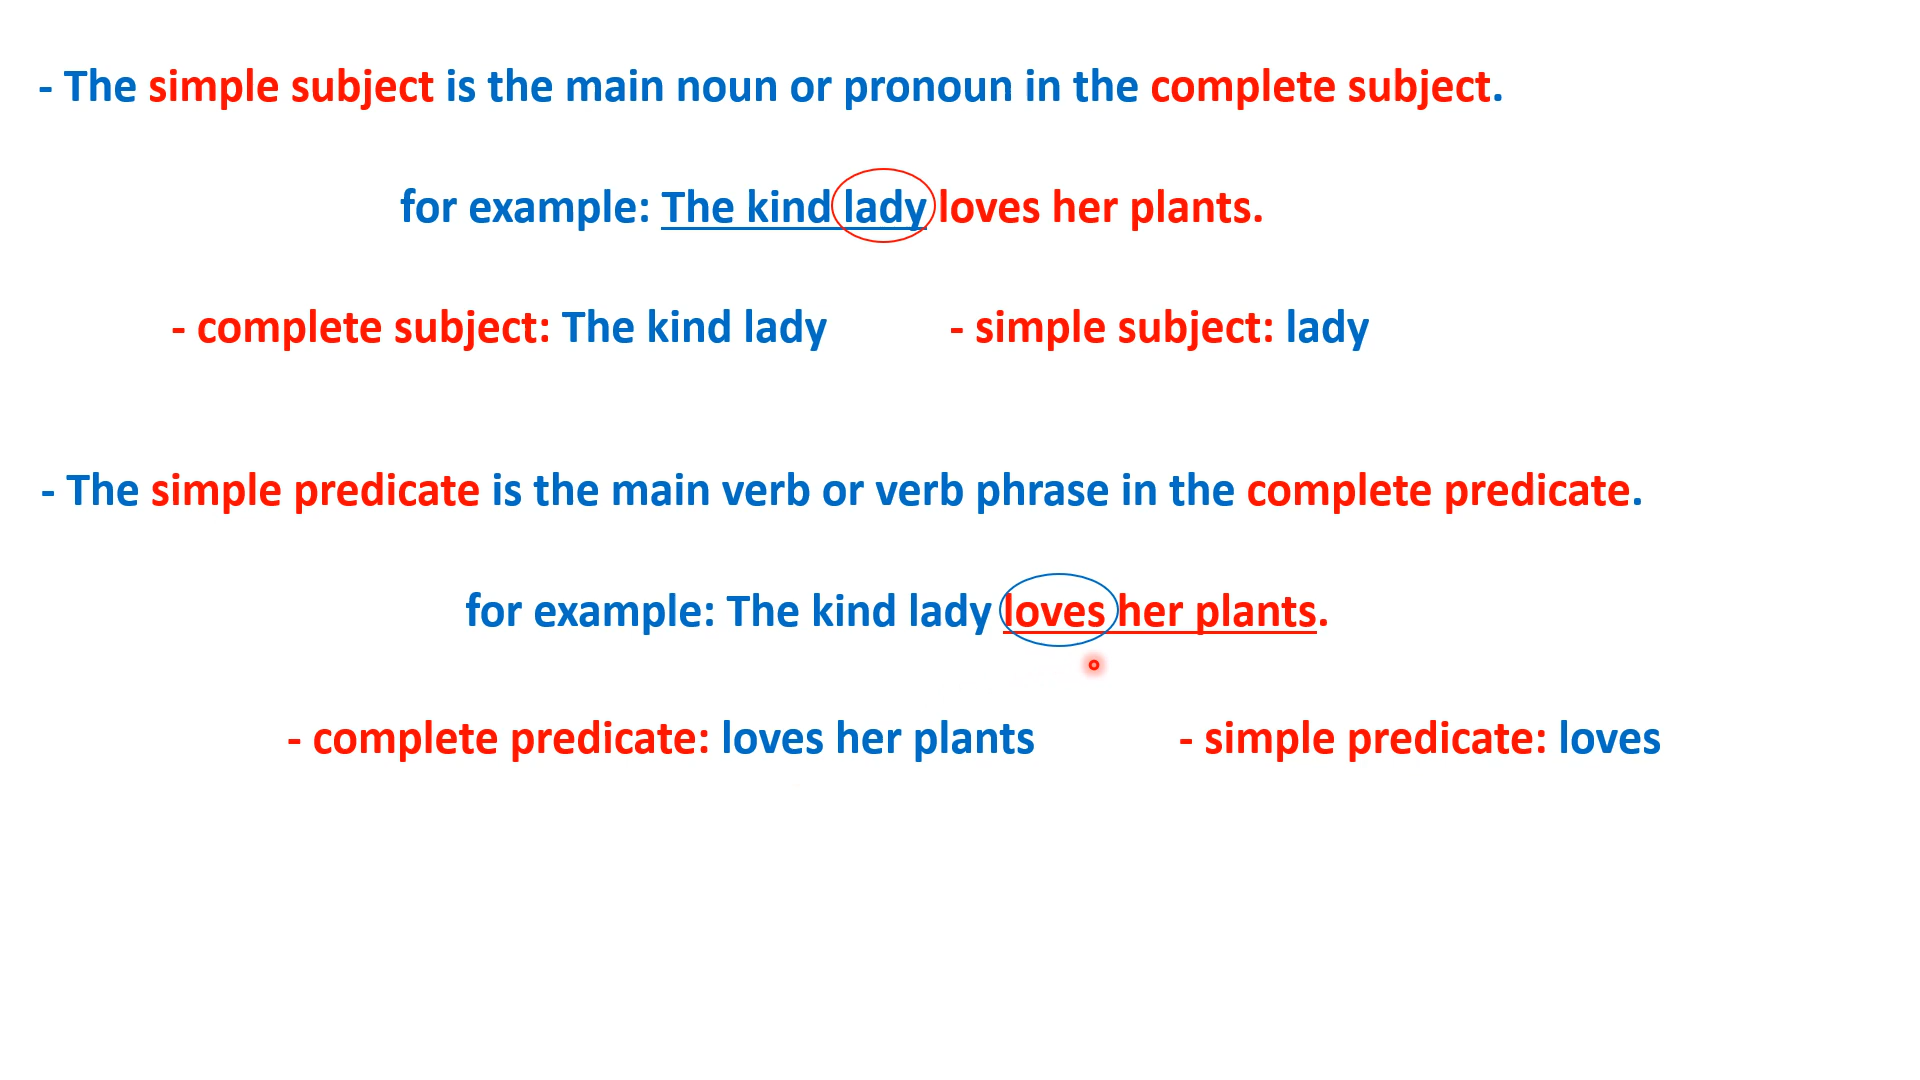 - The simple subject is the main noun or pronoun in the complete subject.
for example: The kind lady loves her plants.
- complete subject: The kind lady - simple subject: lady
- The simple predicate is the main verb or verb phrase in the complete predicate.
for example: The kind lady loves her plants.
- complete predicate: loves her plants - simple predicate: loves